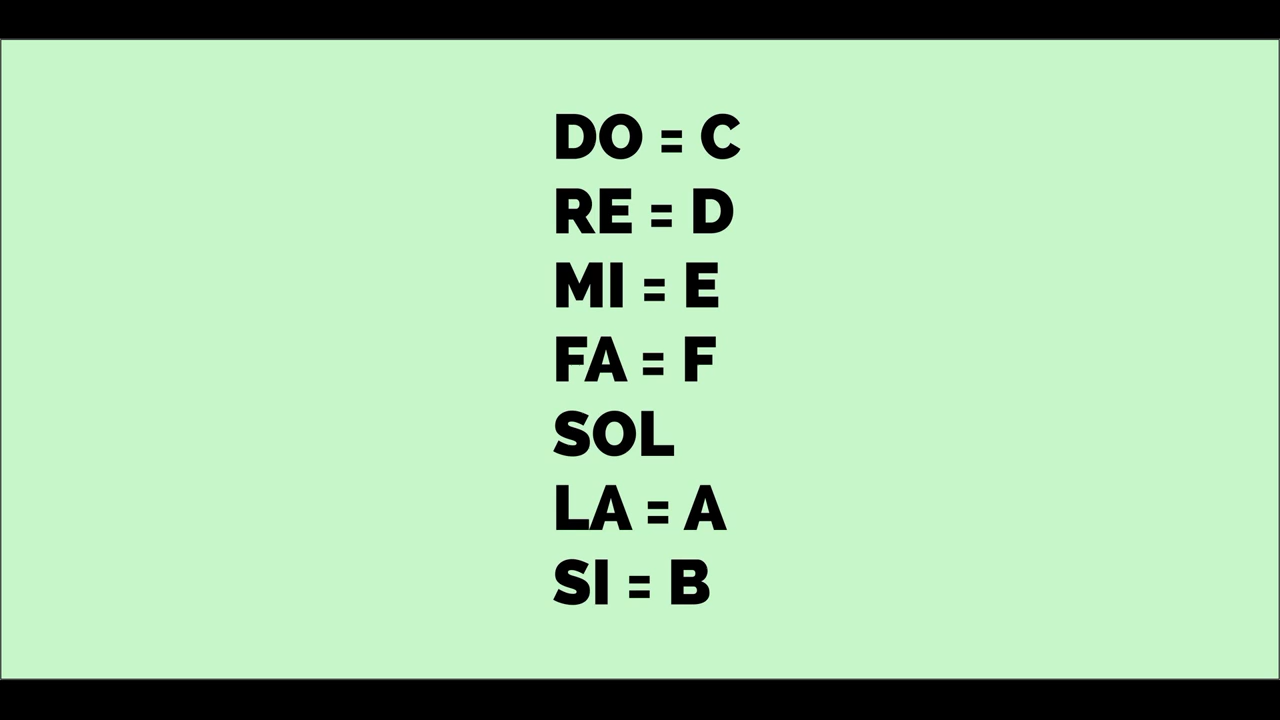 DO = C
RE = D
MI = E
FA = F
SOL
LA = A
SI = B